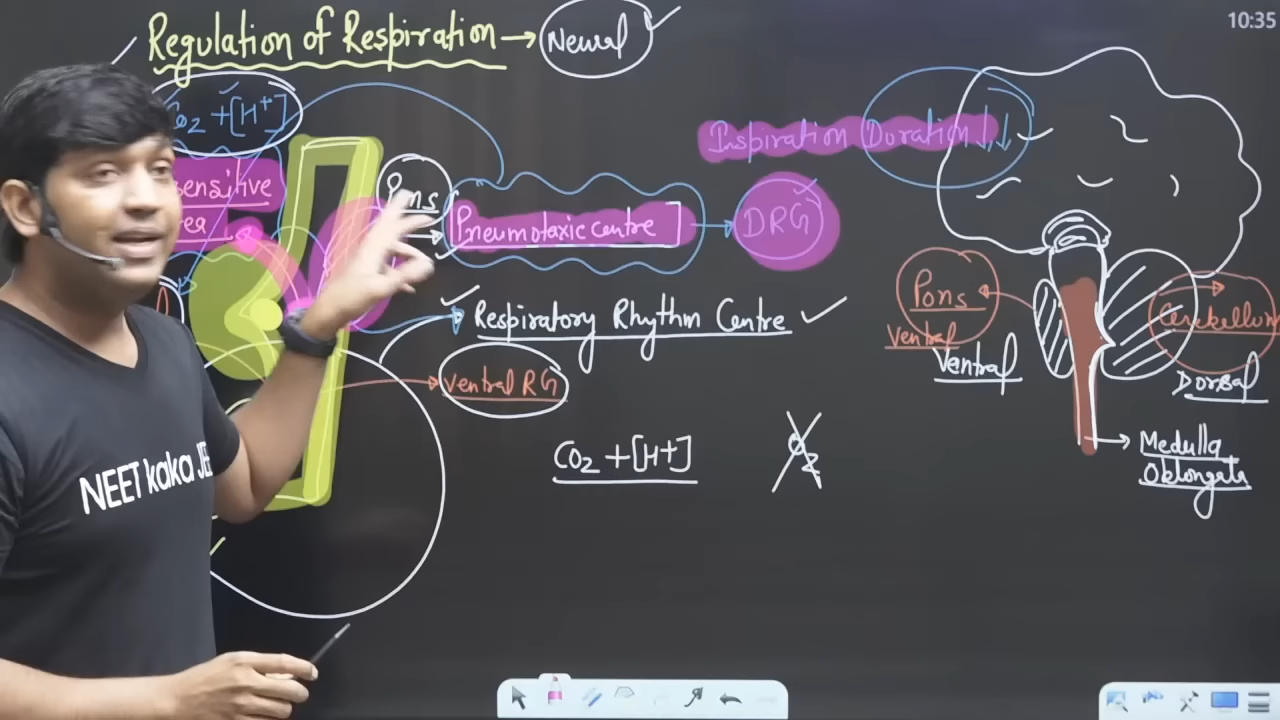 10:35
Regulation of Respiration → Neural
CO₂ + [H⁺]
Inspiration Duration ↓↓
sensitive
Pons
Pneumotaxic centre → DRG
Respiratory Rhythm Centre
Pons
Ventral
Cerebellum
Ventral
Dorsal
Ventral RG
CO₂ + [H+]
O₂
Medulla
Oblongata
NEET kaka JEE